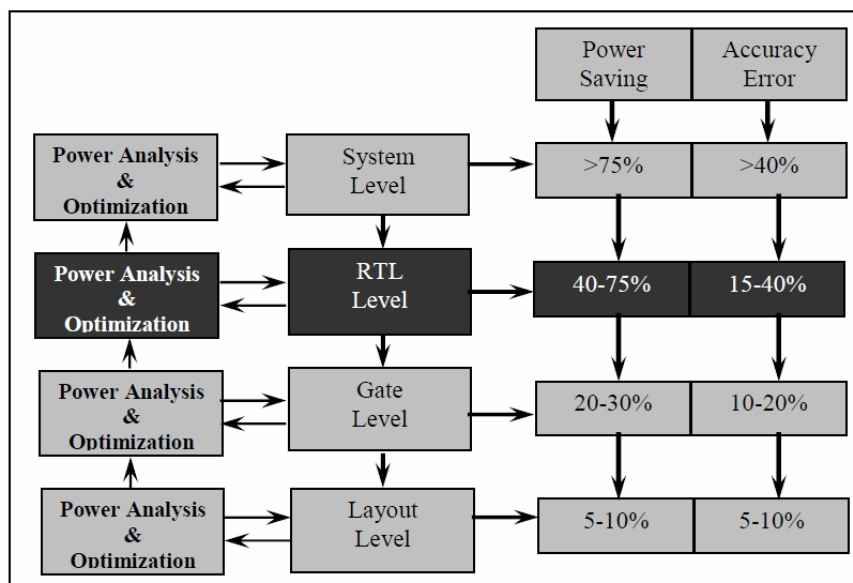 Power
Saving
Accuracy
Error
Power Analysis
&
Optimization
System
Level
>75%
>40%
Power Analysis
&
Optimization
RTL
Level
40-75%
15-40%
Power Analysis
&
Optimization
Gate
Level
20-30%
10-20%
Power Analysis
&
Optimization
Layout
Level
5-10%
5-10%